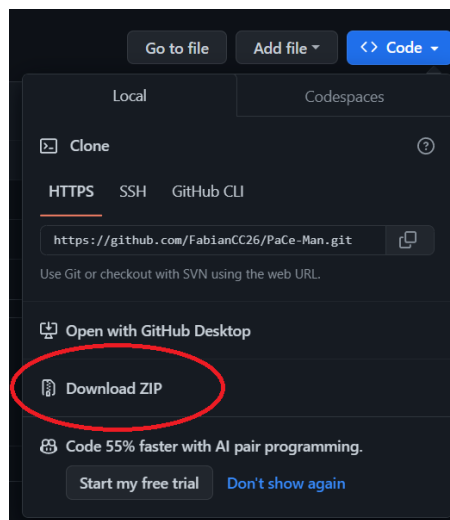 Go to file Add file <> Code
Local Codespaces
Clone
HTTPS SSH GitHub CLI
https://github.com/FabianCC26/PaCe-Man.git
Use Git or checkout with SVN using the web URL.
Open with GitHub Desktop
Download ZIP
Code 55% faster with AI pair programming.
Start my free trial Don't show again